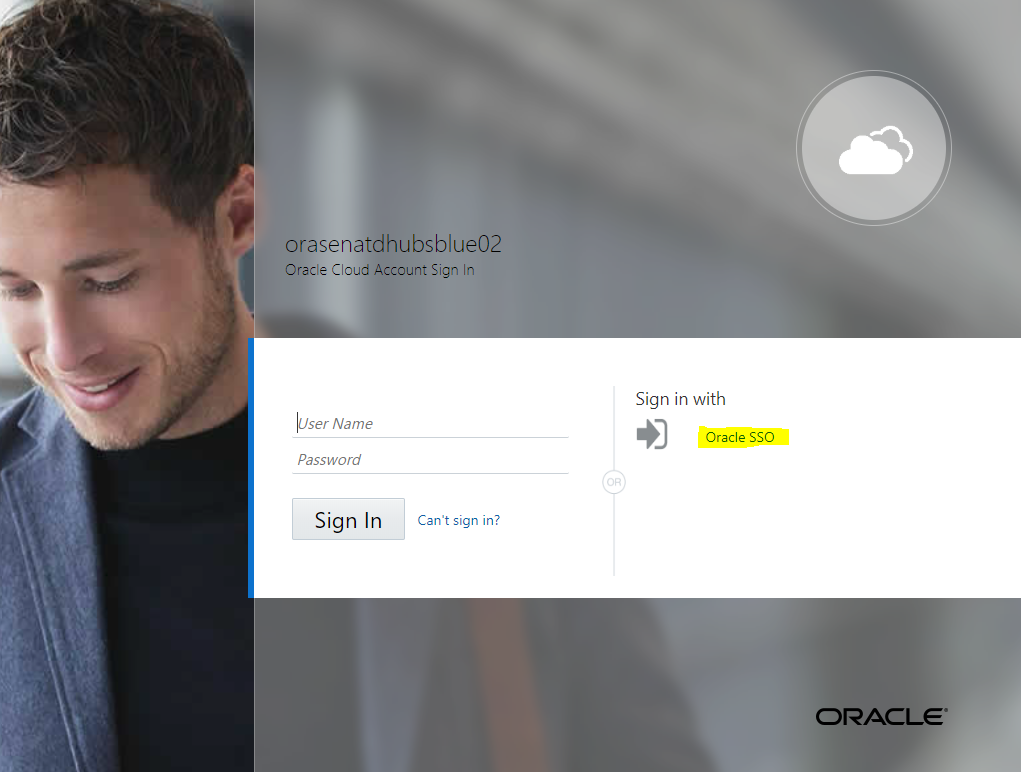 orasenatdhubsblue02
Oracle Cloud Account Sign In
User Name
Password
Sign In
Can't sign in?
OR
Sign in with
Oracle SSO
ORACLE®